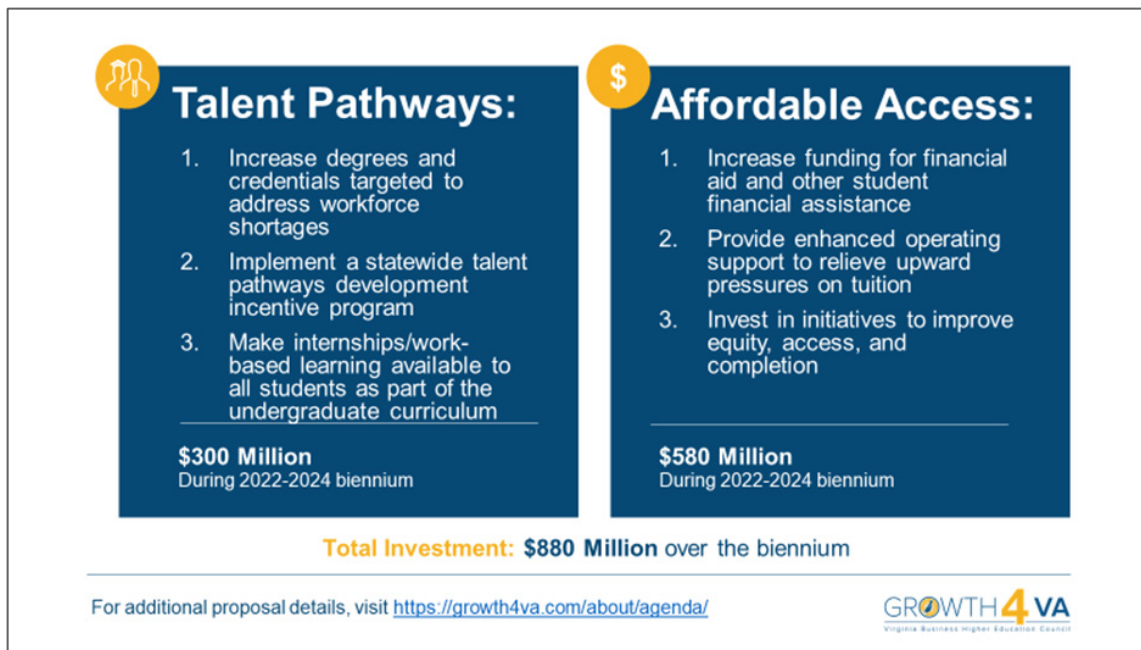 $
Talent Pathways:
1. Increase degrees and
credentials targeted to
address workforce
shortages
2. Implement a statewide talent
pathways development
incentive program
3. Make internships/work-
based learning available to
all students as part of the
undergraduate curriculum
$300 Million
During 2022-2024 biennium
Affordable Access:
1. Increase funding for financial
aid and other student
financial assistance
2. Provide enhanced operating
support to relieve upward
pressures on tuition
3. Invest in initiatives to improve
equity, access, and
completion
$580 Million
During 2022-2024 biennium
Total Investment: $880 Million over the biennium
For additional proposal details, visit https://growth4va.com/about/agenda/
GROWTH4VA
Virginia Business Higher Education Council